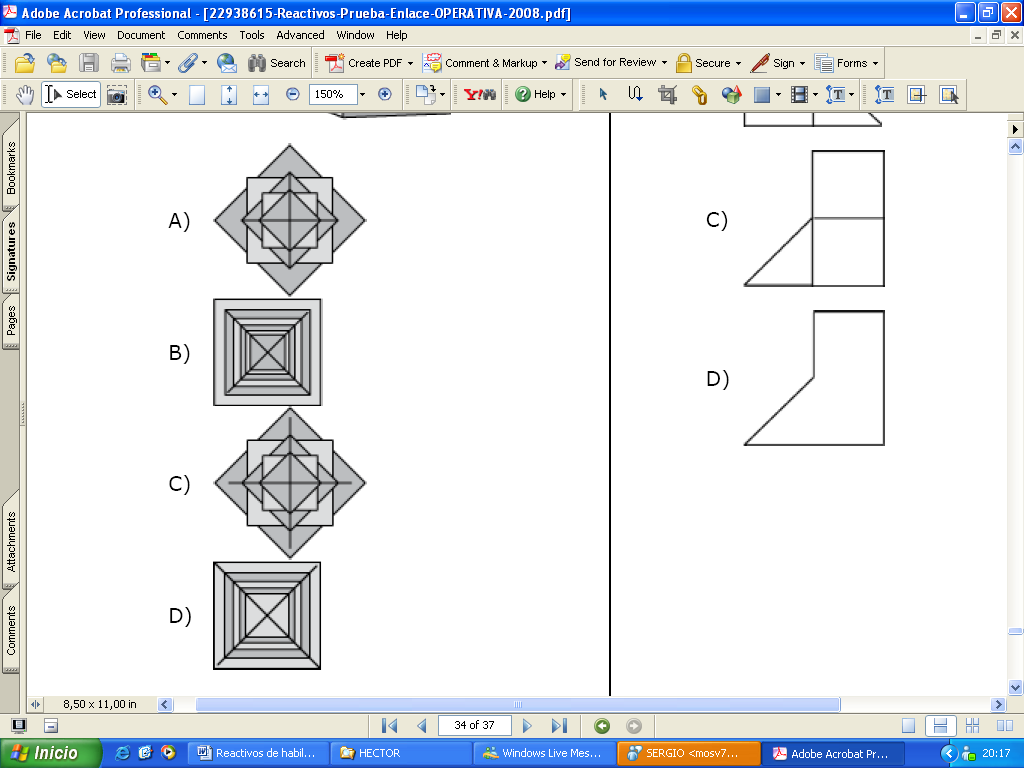 Adobe Acrobat Professional - [22938615-Reactivos-Prueba-Enlace-OPERATIVA-2008.pdf]
File Edit View Document Comments Tools Advanced Window Help
Search Create PDF Comment & Markup Send for Review Secure Sign Forms
Select 150% Y! Help
Bookmarks
Signatures
Pages
Attachments
Comments
A)
B)
C)
D)
C)
D)
8,50 x 11,00 in
34 of 37
Inicio Reactivos de habil... HECTOR Windows Live Mes... SERGIO <mosv7... Adobe Acrobat Pr... 20:17